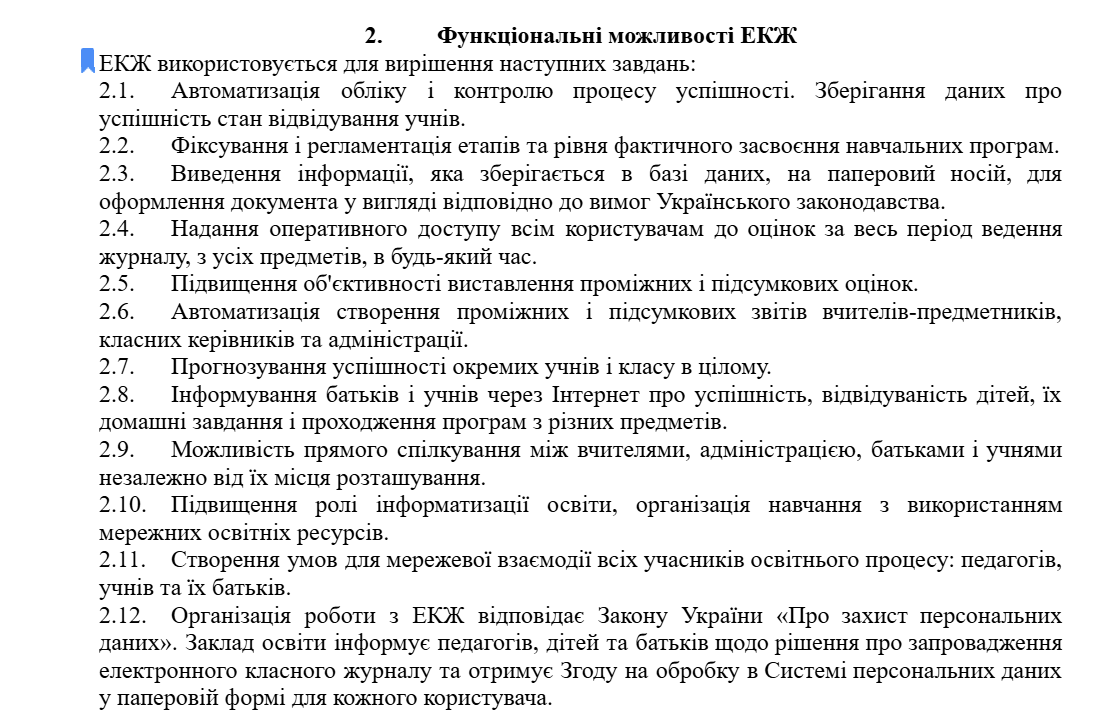 2. Функціональні можливості ЕКЖ
ЕКЖ використовується для вирішення наступних завдань:
2.1. Автоматизація обліку і контролю процесу успішності. Зберігання даних про
успішність стан відвідування учнів.
2.2. Фіксування і регламентація етапів та рівня фактичного засвоєння навчальних програм.
2.3. Виведення інформації, яка зберігається в базі даних, на паперовий носій, для
оформлення документа у вигляді відповідно до вимог Українського законодавства.
2.4. Надання оперативного доступу всім користувачам до оцінок за весь період ведення
журналу, з усіх предметів, в будь-який час.
2.5. Підвищення об'єктивності виставлення проміжних і підсумкових оцінок.
2.6. Автоматизація створення проміжних і підсумкових звітів вчителів-предметників,
класних керівників та адміністрації.
2.7. Прогнозування успішності окремих учнів і класу в цілому.
2.8. Інформування батьків і учнів через Інтернет про успішність, відвідуваність дітей, їх
домашні завдання і проходження програм з різних предметів.
2.9. Можливість прямого спілкування між вчителями, адміністрацією, батьками і учнями
незалежно від їх місця розташування.
2.10. Підвищення ролі інформатизації освіти, організація навчання з використанням
мережних освітніх ресурсів.
2.11. Створення умов для мережевої взаємодії всіх учасників освітнього процесу: педагогів,
учнів та їх батьків.
2.12. Організація роботи з ЕКЖ відповідає Закону України «Про захист персональних
даних». Заклад освіти інформує педагогів, дітей та батьків щодо рішення про запровадження
електронного класного журналу та отримує Згоду на обробку в Системі персональних даних
у паперовій формі для кожного користувача.